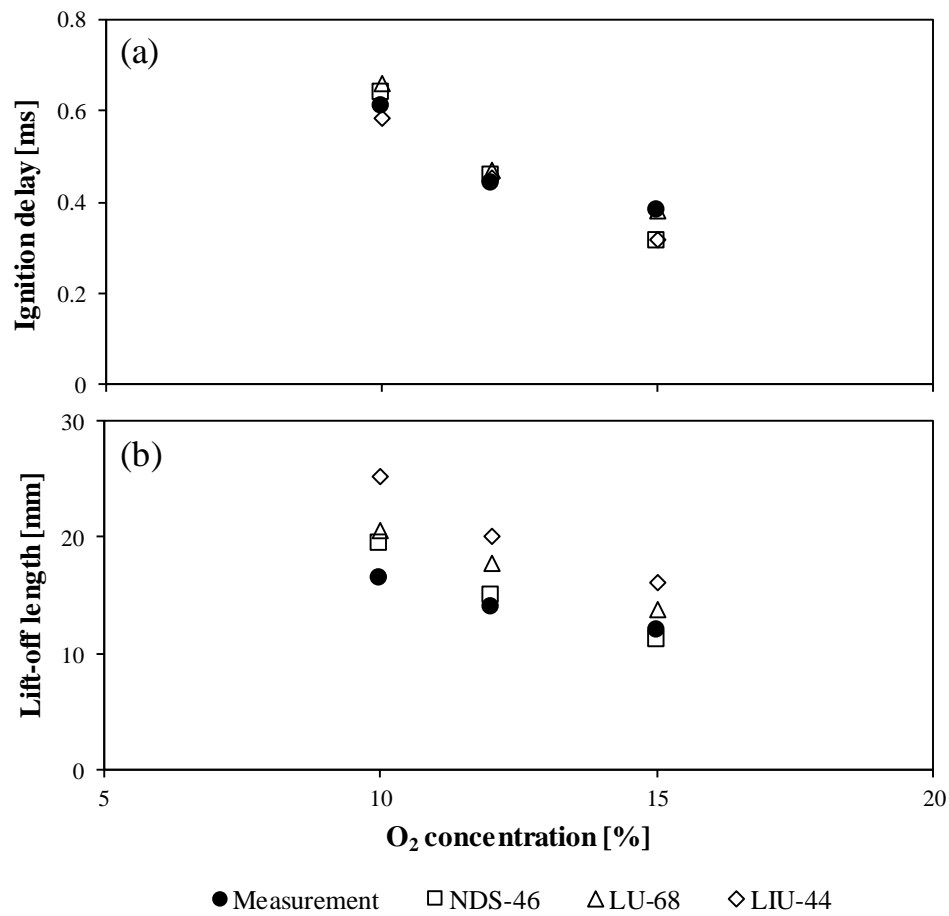 (a)
0.8
0.6
0.4
0.2
0
Ignition delay [ms]
(b)
30
20
10
0
Lift-off length [mm]
5 10 15 20
O₂ concentration [%]
Measurement NDS-46 LU-68 LIU-44